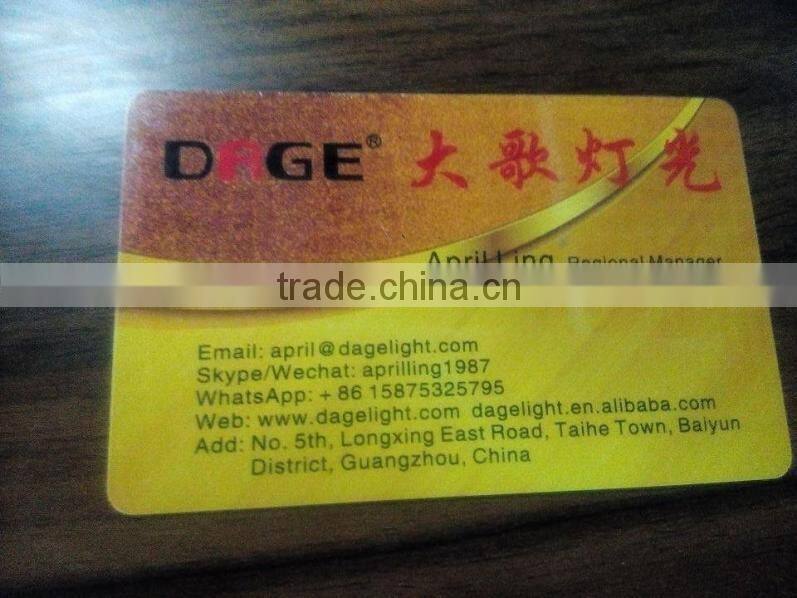 DAGE® 大歌灯光
April Ling Regional Manager
trade.china.cn
Email: april@dagelight.com
Skype/Wechat: aprilling1987
WhatsApp: + 86 15875325795
Web: www.dagelight.com dagelight.en.alibaba.com
Add: No. 5th, Longxing East Road, Taihe Town, Baiyun
District, Guangzhou, China